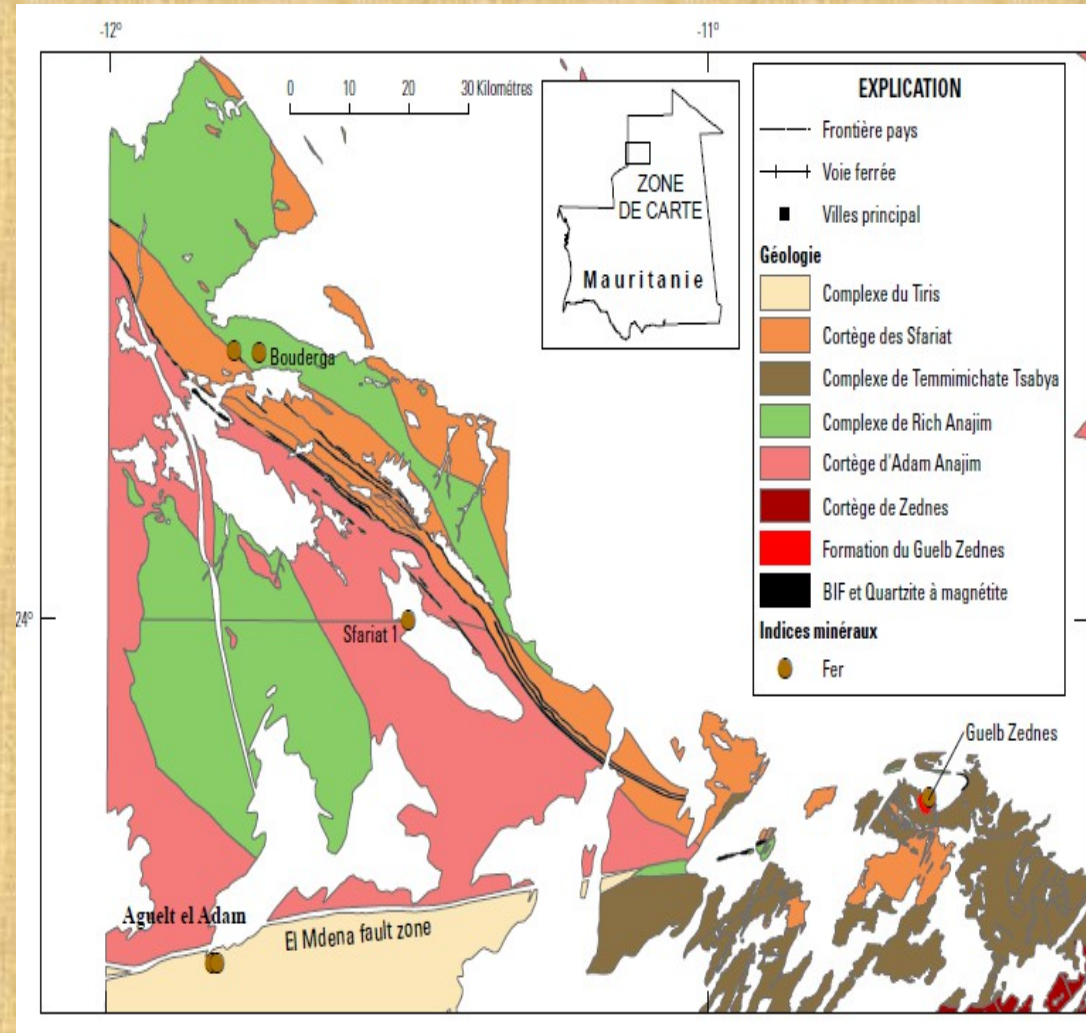 -12°
-11°
0 10 20 30 Kilométres
ZONE
DE CARTE
Mauritanie
EXPLICATION
Frontière pays
Voie ferrée
Villes principal
Géologie
Complexe du Tiris
Cortège des Sfariat
Complexe de Temmimichate Tsabya
Complexe de Rich Anajim
Cortège d'Adam Anajim
Cortège de Zednes
Formation du Guelb Zednes
BIF et Quartzite à magnétite
Indices minéraux
Fer
Bouderga
24°
Sfariat 1
Guelb Zednes
Aguelt el Adam
El Mdena fault zone